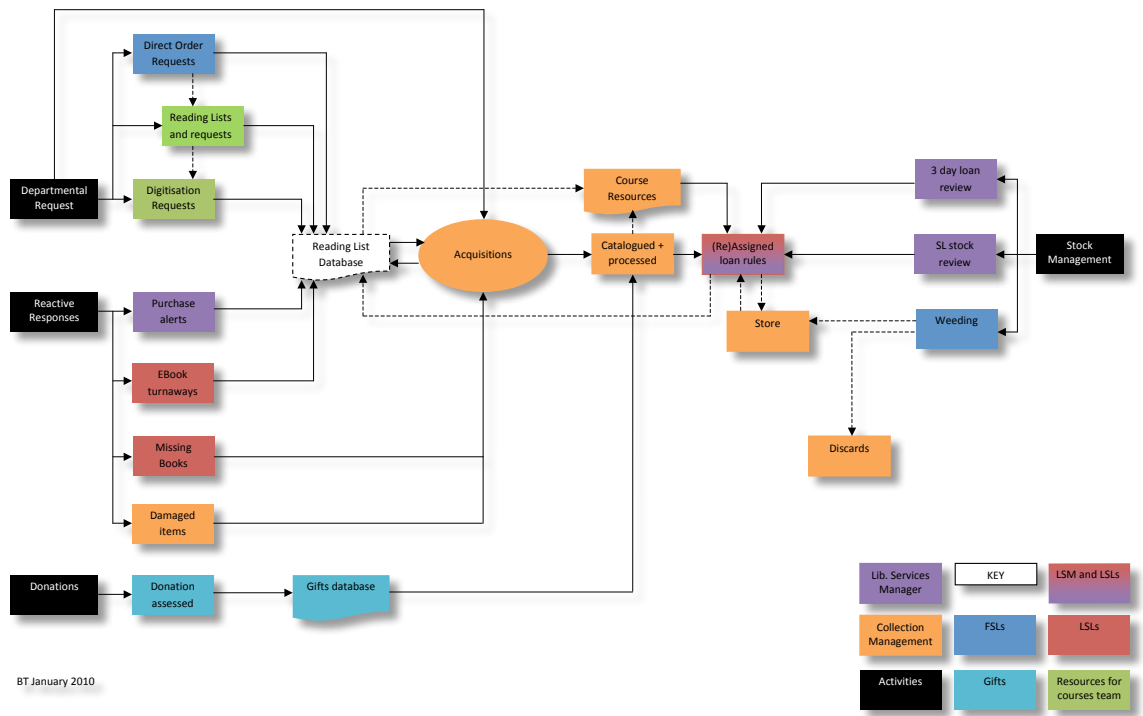 Direct Order
Requests
Reading Lists
and requests
Departmental
Request
Digitisation
Requests
Course
Resources
3 day loan
review
Reading List
Database
Acquisitions
Catalogued +
processed
(Re)Assigned
loan rules
SL stock
review
Stock
Management
Reactive
Responses
Purchase
alerts
Store
Weeding
EBook
turnaways
Missing
Books
Discards
Damaged
items
Donations
Donation
assessed
Gifts database
Lib. Services
Manager
KEY
LSM and LSLs
Collection
Management
FSLs
LSLs
Activities
Gifts
Resources for
courses team
BT January 2010